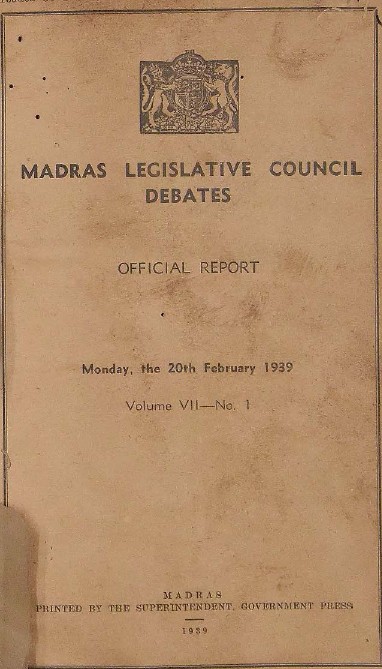 MADRAS LEGISLATIVE COUNCIL
DEBATES
OFFICIAL REPORT
Monday, the 20th February 1939
Volume VII—No. 1
MADRAS
PRINTED BY THE SUPERINTENDENT, GOVERNMENT PRESS
1939